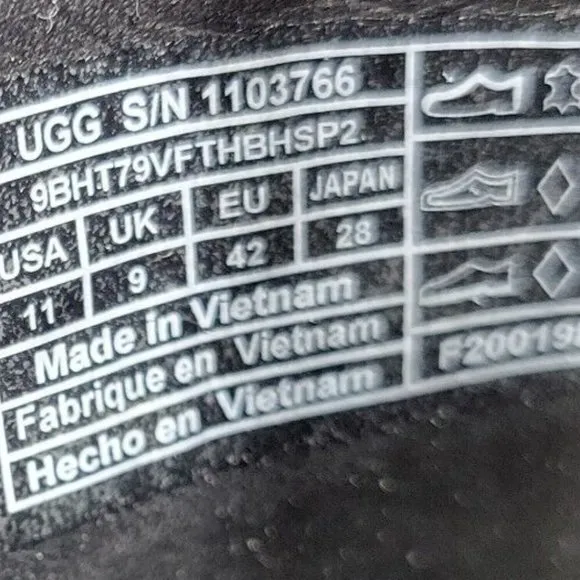 UGG S/N 1103766
9BHT79VFTHBHSP2.
USA UK EU JAPAN
11 9 42 28
Made in Vietnam
Fabrique en Vietnam
Hecho en Vietnam
F200198